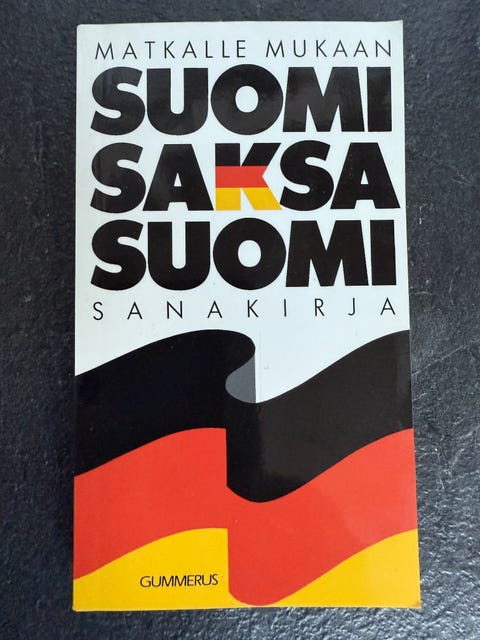 MATKALLE MUKAAN
SUOMI
SAKSA
SUOMI
SANAKIRJA
GUMMERUS